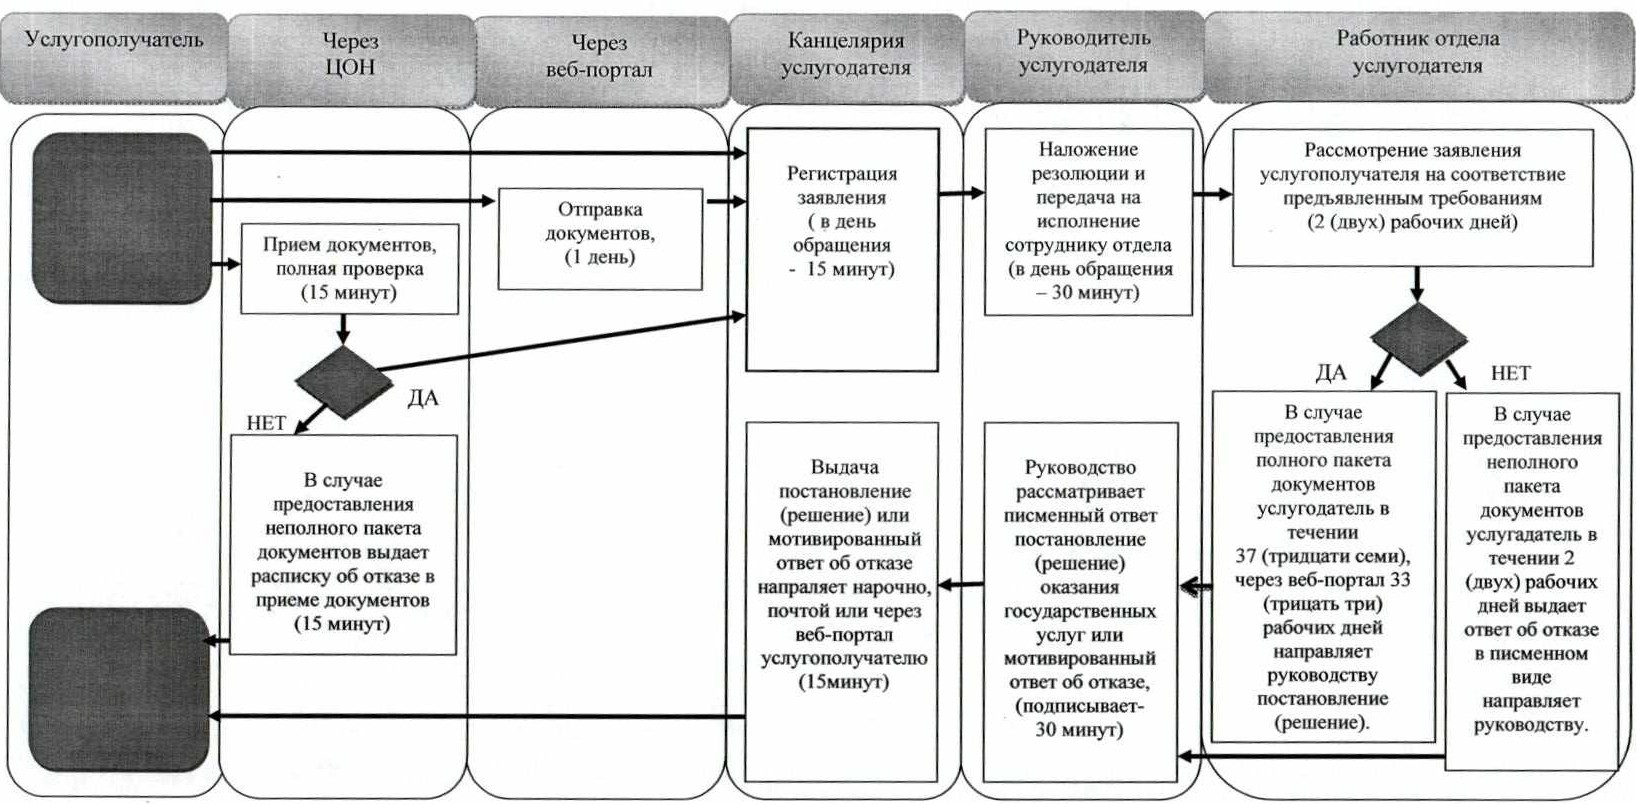 Услугополучатель
Через
ЦОН
Через
веб-портал
Канцелярия
услугодателя
Руководитель
услугодателя
Работник отдела
услугодателя
Прием документов,
полная проверка
(15 минут)
ДА
НЕТ
В случае
предоставления
неполного пакета
документов выдает
расписку об отказе в
приеме документов
(15 минут)
Отправка
документов,
(1 день)
Регистрация
заявления
( в день
обращения
- 15 минут)
Выдача
постановление
(решение) или
мотивированный
ответ об отказе
напраляет нарочно,
почтой или через
веб-портал
услугополучателю
(15минут)
Наложение
резолюции и
передача на
исполнение
сотруднику отдела
(в день обращения
– 30 минут)
Руководство
рассматривает
писменный ответ
постановление
(решение)
оказания
государственных
услуг или
мотивированный
ответ об отказе,
(подписывает-
30 минут)
Рассмотрение заявления
услугополучателя на соответствие
предъявленным требованиям
(2 (двух) рабочих дней)
ДА
НЕТ
В случае
предоставления
полного пакета
документов
услугодатель в
течении
37 (тридцати семи),
через веб-портал 33
(трицать три)
рабочих дней
направляет
руководству
постановление
(решение).
В случае
предоставления
неполного
пакета
документов
услугадатель в
течении 2
(двух) рабочих
дней выдает
ответ об отказе
в писменном
виде
направляет
руководству.